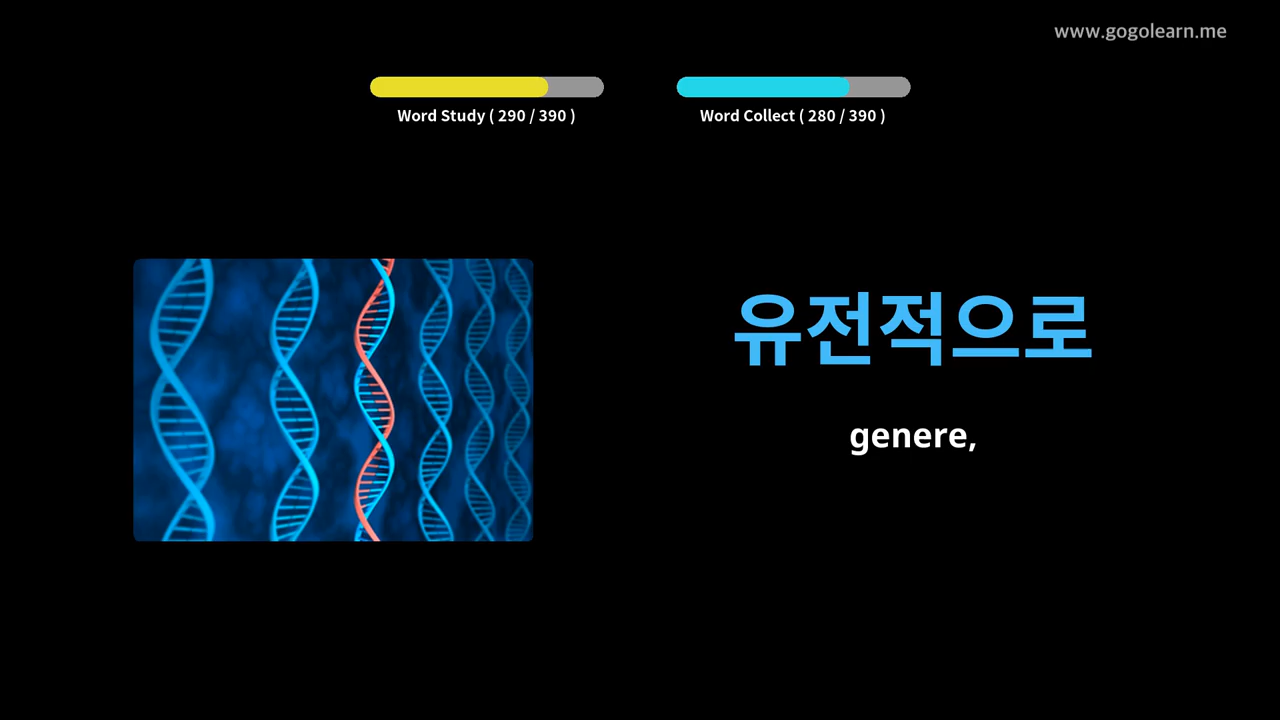 www.gogolearn.me
Word Study ( 290 / 390 )
Word Collect ( 280 / 390 )
유전적으로
genere,